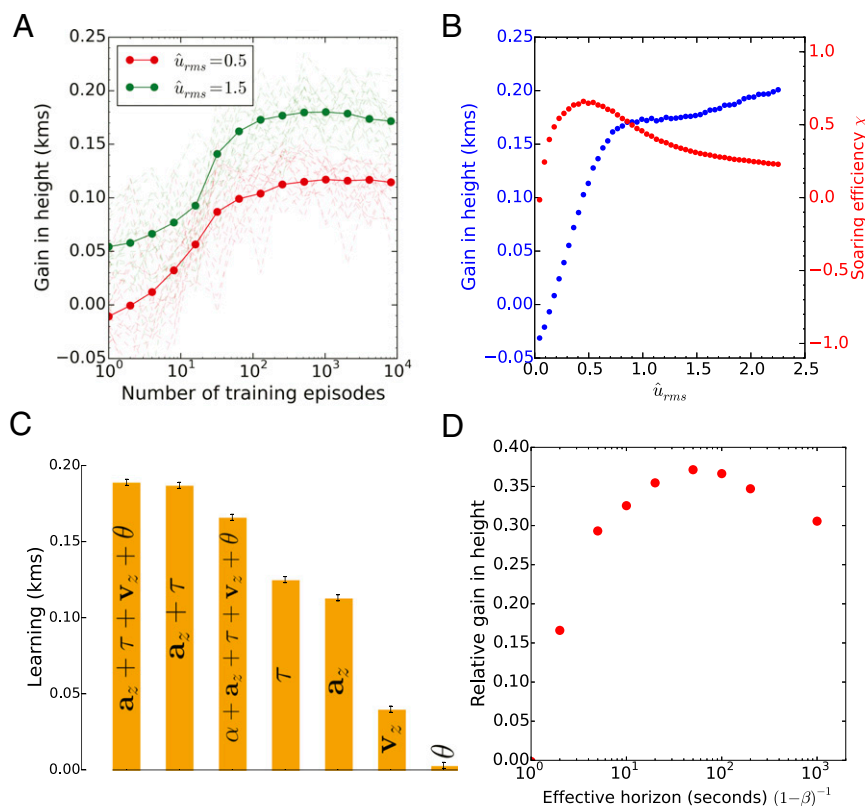 A
0.25
0.20
0.15
0.10
0.05
0.00
−0.05
Gain in height (kms)
û_rms = 0.5
û_rms = 1.5
10^0 10^1 10^2 10^3 10^4
Number of training episodes
B
0.25
0.20
0.15
0.10
0.05
0.00
−0.05
Gain in height (kms)
1.0
0.5
0.0
−0.5
−1.0
Soaring efficiency χ
0.0 0.5 1.0 1.5 2.0 2.5
û_rms
C
0.20
0.15
0.10
0.05
0.00
Learning (kms)
a_z + τ + v_z + θ
a_z + τ
α + a_z + τ + v_z + θ
τ
a_z
v_z
θ
D
0.40
0.35
0.30
0.25
0.20
0.15
0.10
0.05
0.00
Relative gain in height
10^0 10^1 10^2 10^3
Effective horizon (seconds) (1−β)^−1